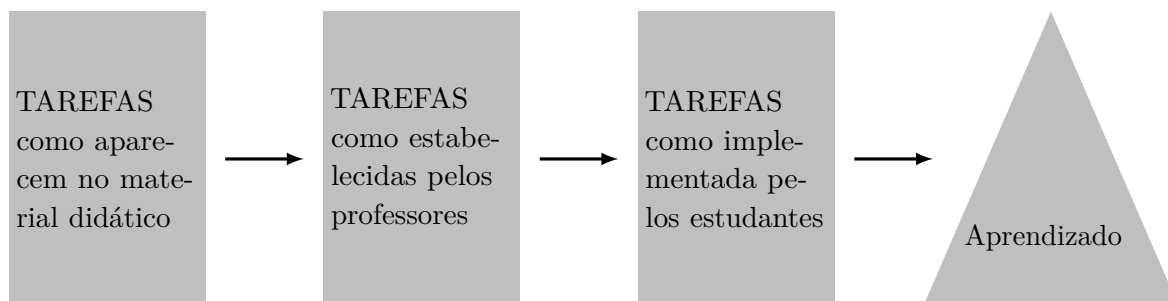 TAREFAS
como apare-
cem no mate-
rial didático
TAREFAS
como estabe-
lecidas pelos
professores
TAREFAS
como imple-
mentada pe-
los estudantes
Aprendizado